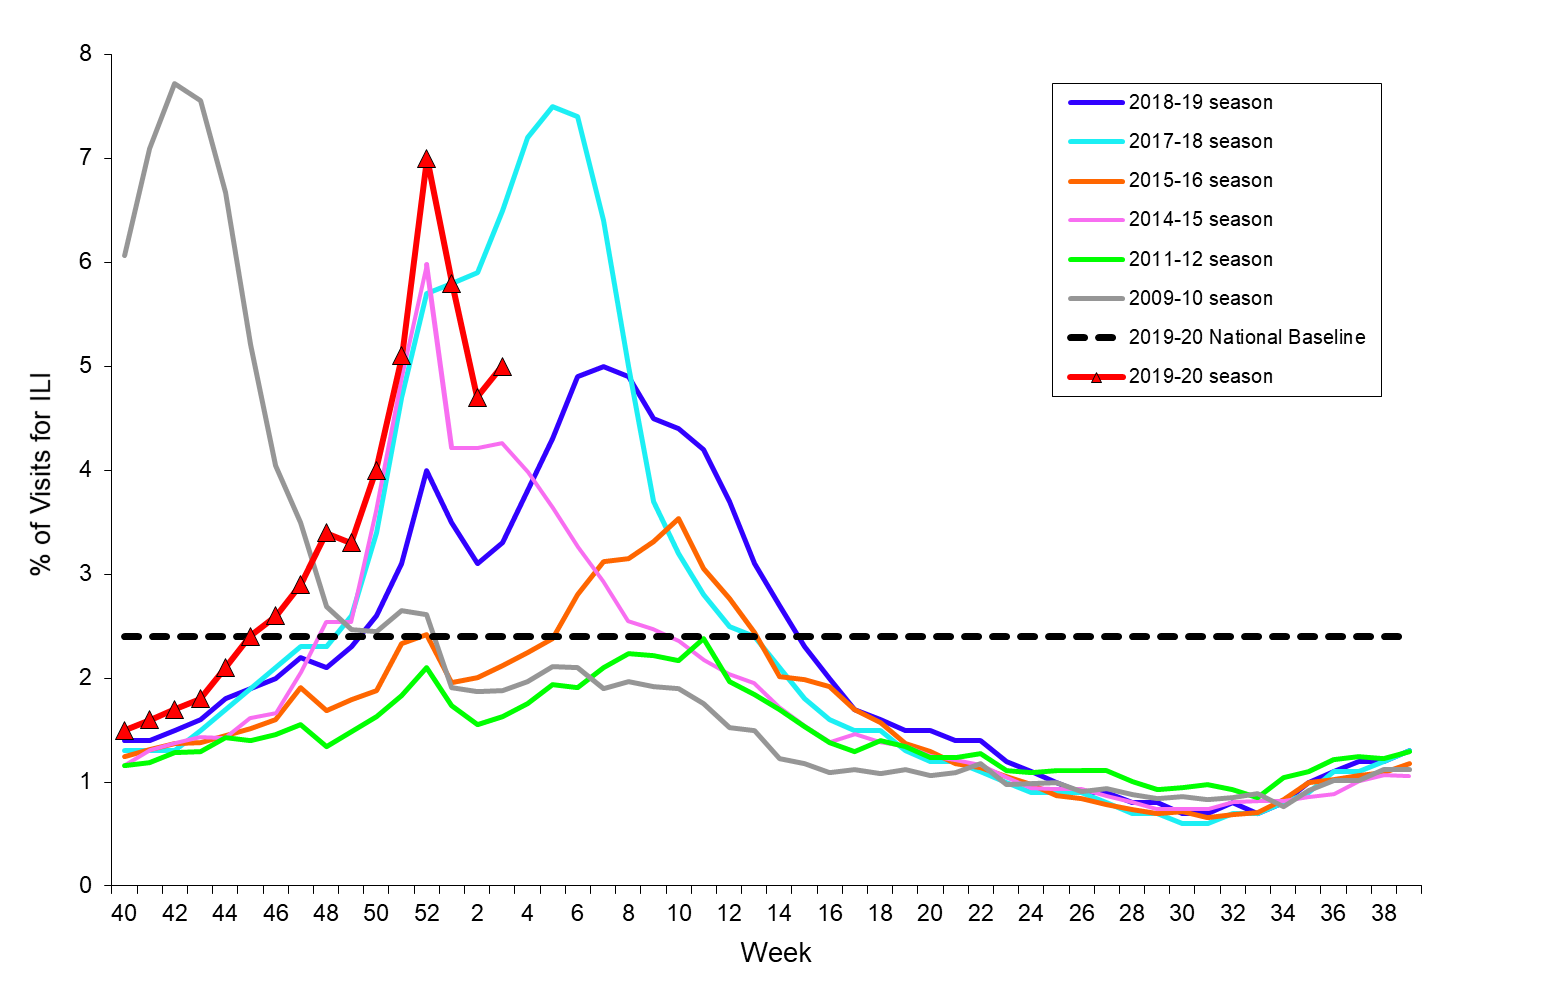 8
7
6
5
4
3
2
1
0
% of Visits for ILI
2018-19 season
2017-18 season
2015-16 season
2014-15 season
2011-12 season
2009-10 season
2019-20 National Baseline
2019-20 season
40 42 44 46 48 50 52 2 4 6 8 10 12 14 16 18 20 22 24 26 28 30 32 34 36 38
Week